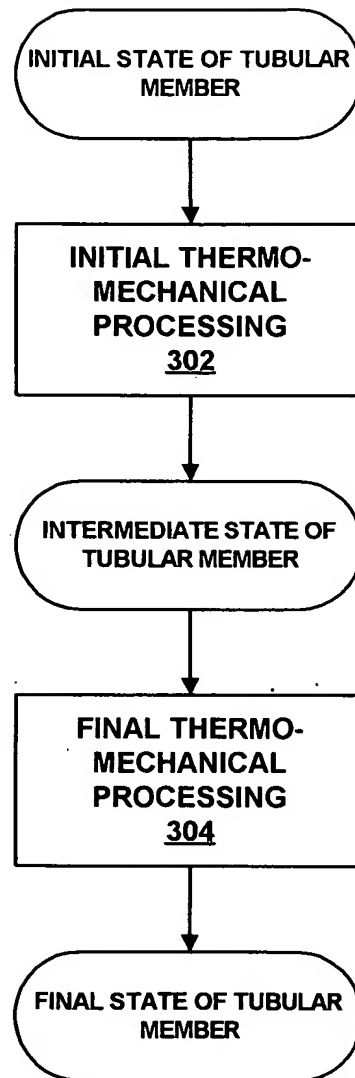 INITIAL STATE OF TUBULAR
MEMBER
INITIAL THERMO-
MECHANICAL
PROCESSING
302
INTERMEDIATE STATE OF
TUBULAR MEMBER
FINAL THERMO-
MECHANICAL
PROCESSING
304
FINAL STATE OF TUBULAR
MEMBER